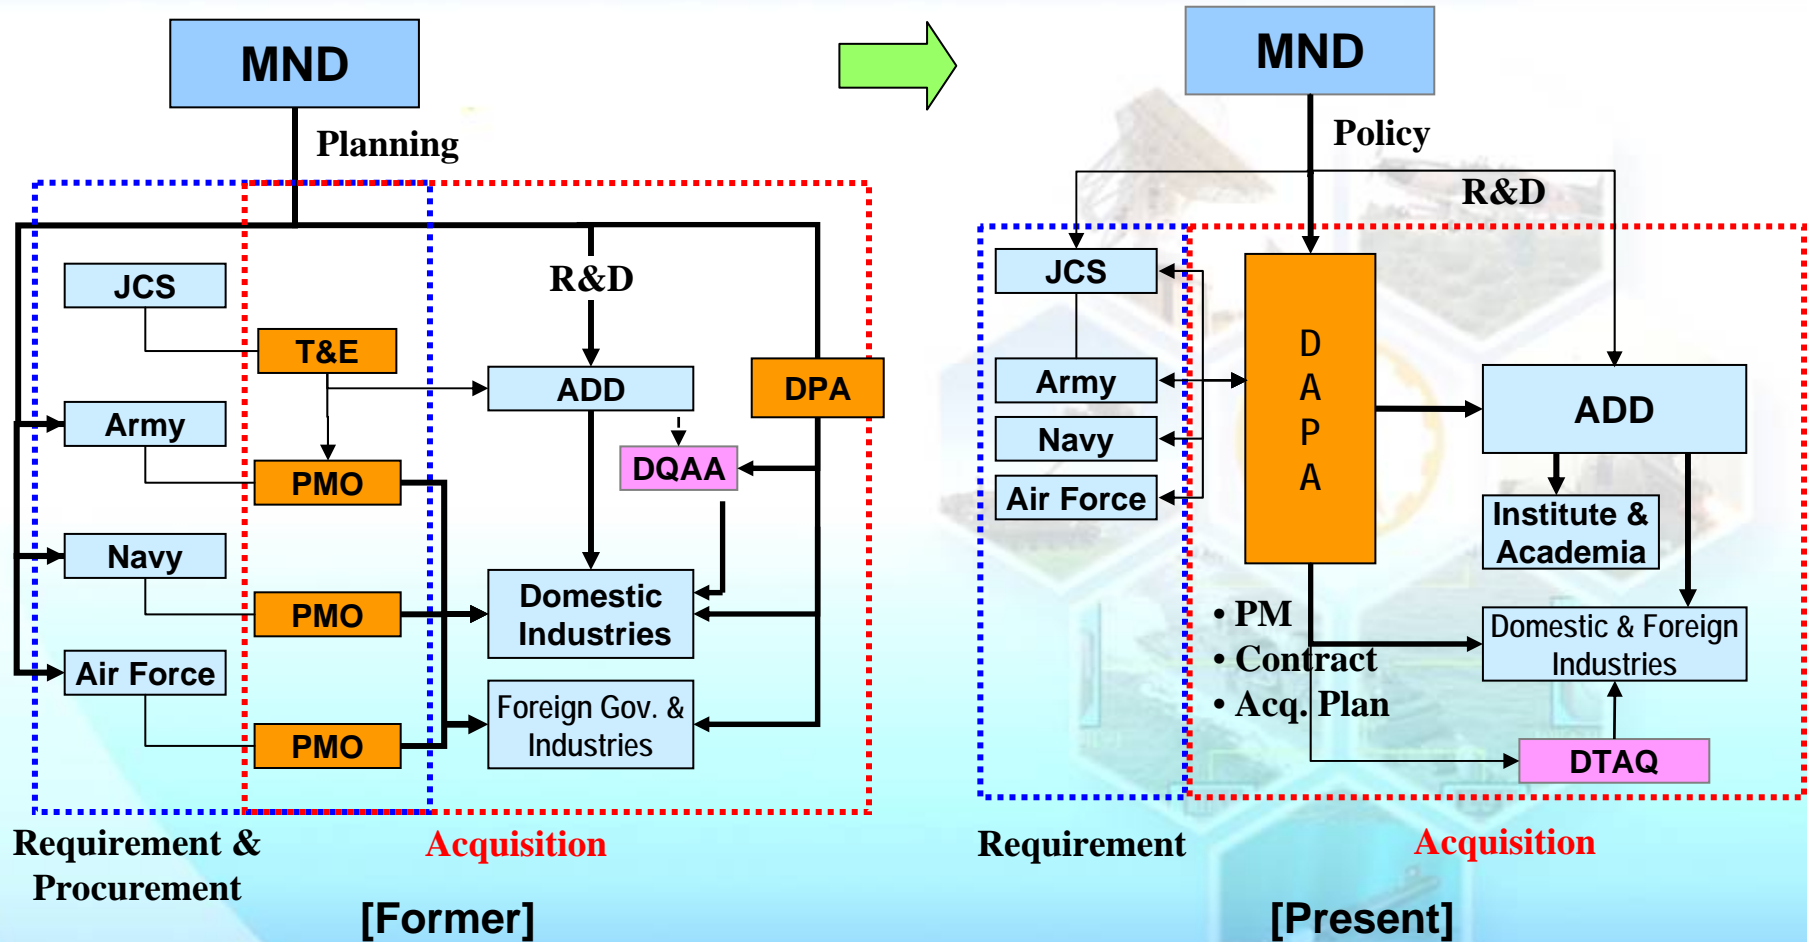 MND
Planning
R&D
JCS
T&E
ADD
DPA
Army
DQAA
PMO
Navy
Domestic
Industries
PMO
Air Force
Foreign Gov. &
Industries
PMO
Requirement &
Procurement
Acquisition
[Former]
MND
Policy
R&D
JCS
D
A
P
A
Army
ADD
Navy
Air Force
Institute &
Academia
• PM
• Contract
• Acq. Plan
Domestic & Foreign
Industries
DTAQ
Requirement
Acquisition
[Present]